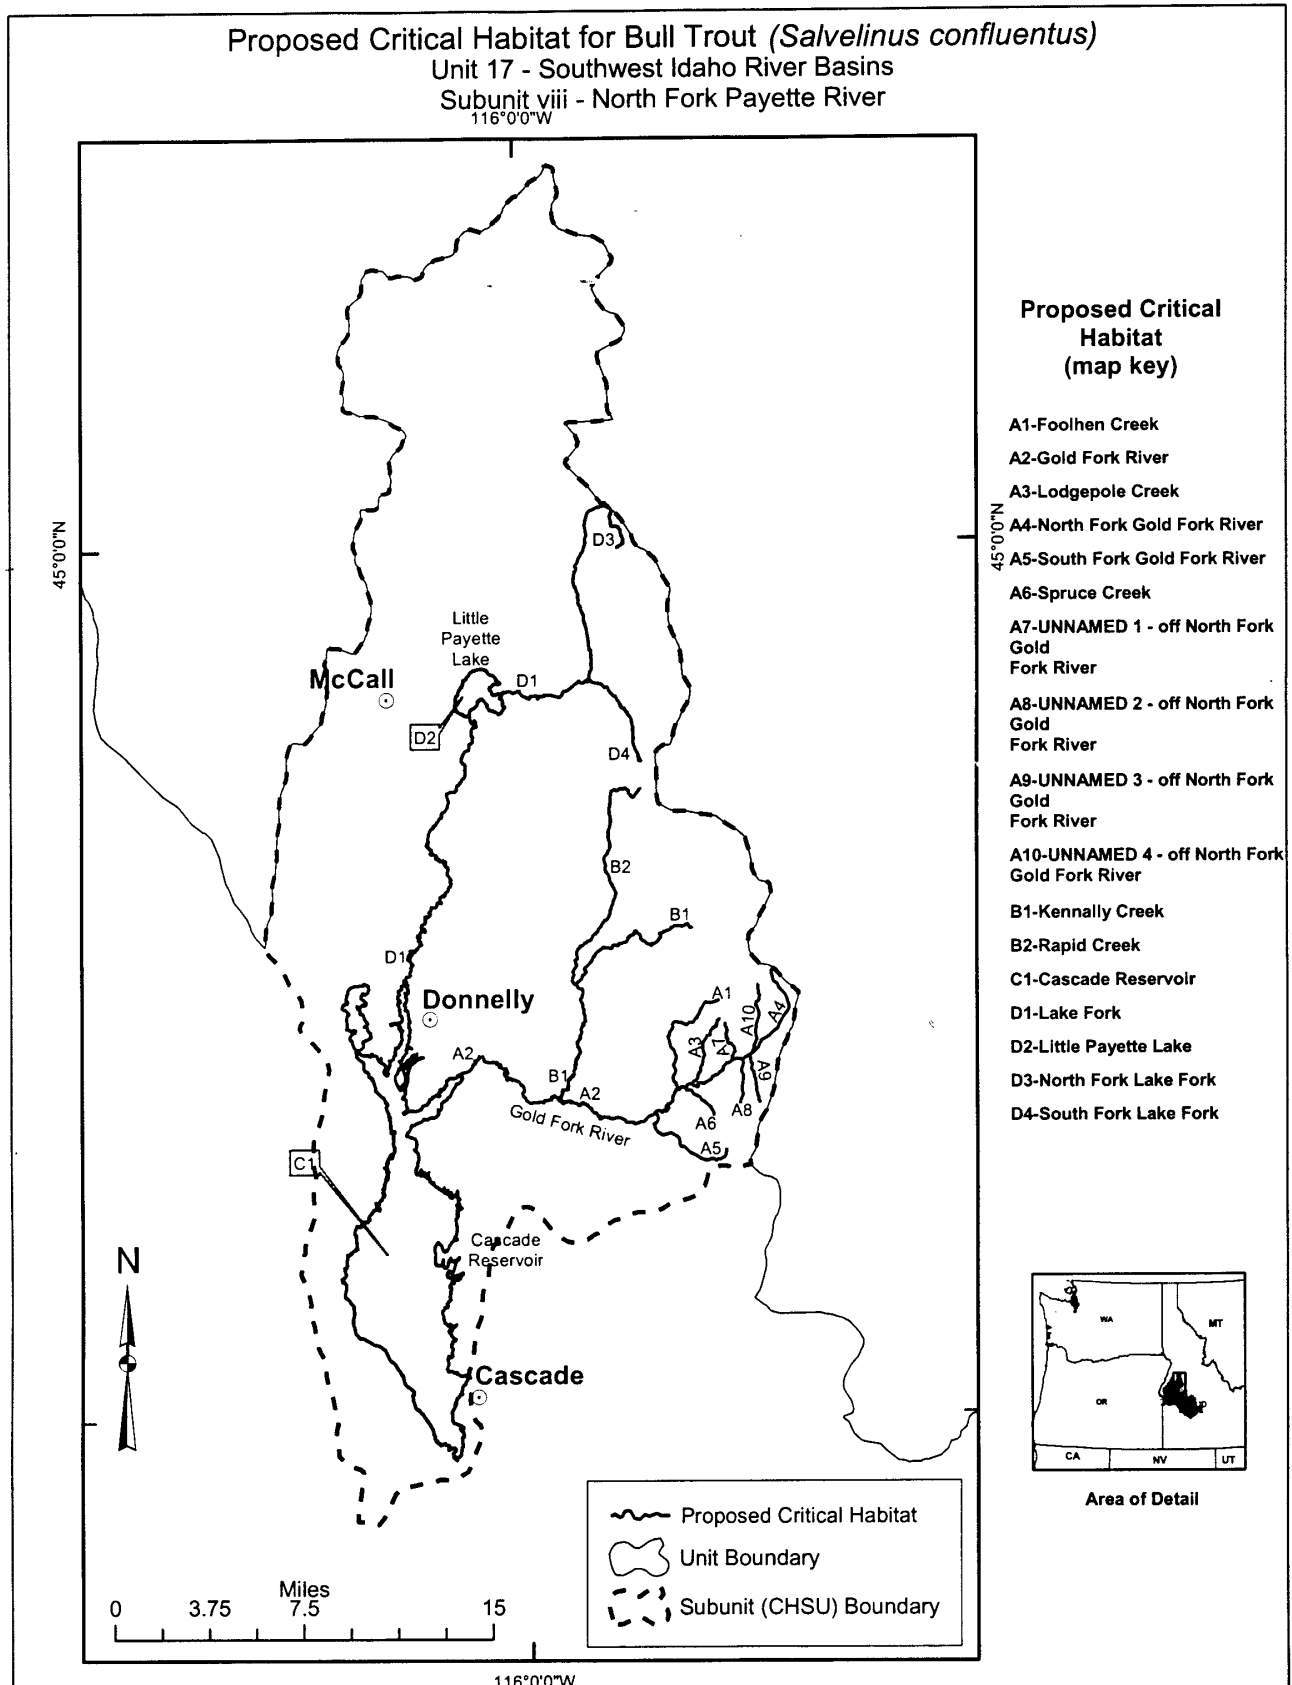 Proposed Critical Habitat for Bull Trout (Salvelinus confluentus)
Unit 17 - Southwest Idaho River Basins
Subunit viii - North Fork Payette River
116°0'0"W
45°0'0"N
45°0'0"N
D3
Little
Payette
Lake
McCall
D1
D2
D4
B2
B1
D1
Donnelly
A1
A10
A4
A3
A7
A2
B1
A2
A9
A8
A6
Gold Fork River
A5
C1
Cascade
Reservoir
N
Cascade
Miles
0 3.75 7.5 15
Proposed Critical Habitat
Unit Boundary
Subunit (CHSU) Boundary
116°0'0"W
Proposed Critical
Habitat
(map key)
A1-Foolhen Creek
A2-Gold Fork River
A3-Lodgepole Creek
A4-North Fork Gold Fork River
A5-South Fork Gold Fork River
A6-Spruce Creek
A7-UNNAMED 1 - off North Fork
Gold
Fork River
A8-UNNAMED 2 - off North Fork
Gold
Fork River
A9-UNNAMED 3 - off North Fork
Gold
Fork River
A10-UNNAMED 4 - off North Fork
Gold Fork River
B1-Kennally Creek
B2-Rapid Creek
C1-Cascade Reservoir
D1-Lake Fork
D2-Little Payette Lake
D3-North Fork Lake Fork
D4-South Fork Lake Fork
WA
MT
OR
ID
CA
NV
UT
Area of Detail